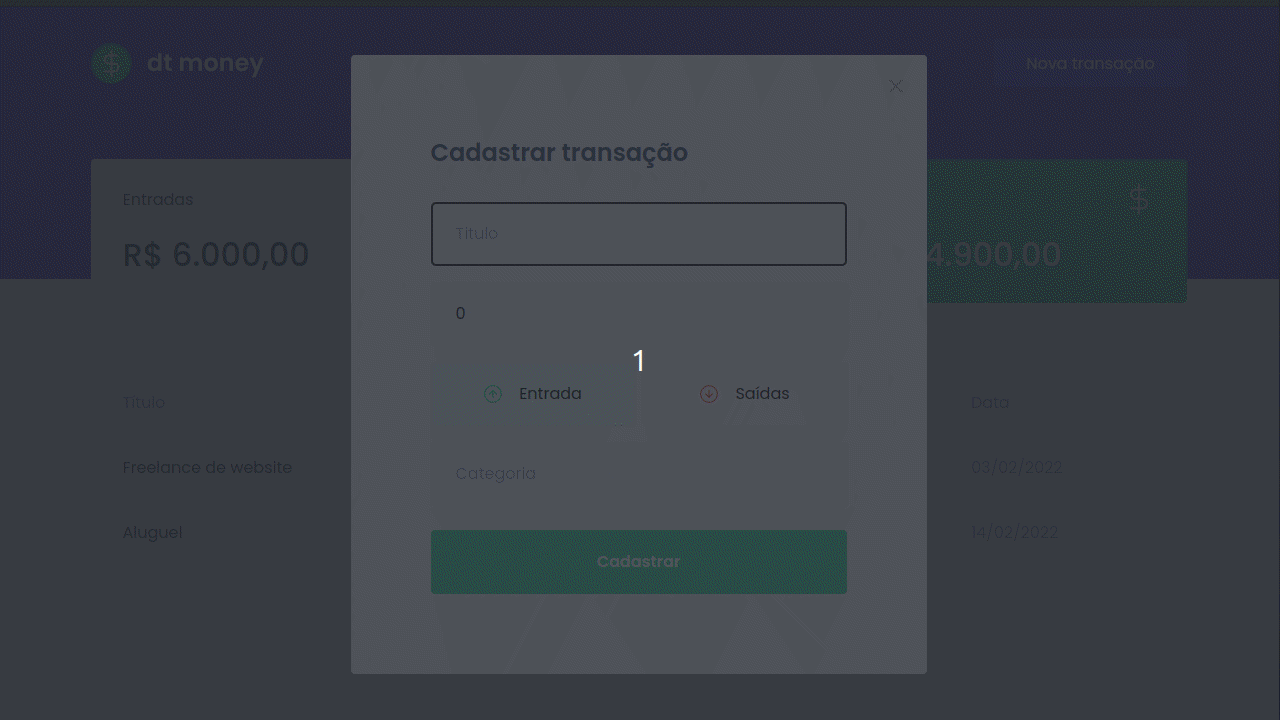 dt money
Nova transação
Cadastrar transação
Entradas
R$ 6.000,00
4.900,00
Titulo
0
1
Entrada
Saídas
Categoria
Cadastrar
Título
Data
Freelance de website
03/02/2022
Aluguel
14/02/2022